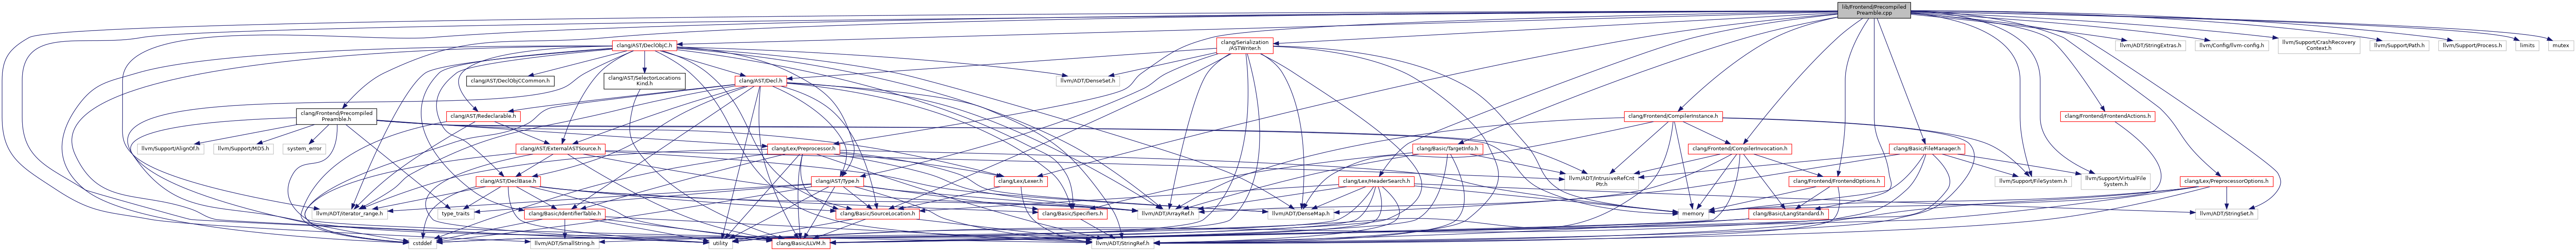 lib/Frontend/Precompiled
Preamble.cpp
clang/AST/DeclObjC.h
clang/Serialization
/ASTWriter.h
llvm/ADT/StringExtras.h
llvm/Config/llvm-config.h
llvm/Support/CrashRecovery
Context.h
llvm/Support/Path.h
llvm/Support/Process.h
limits
mutex
clang/AST/DeclObjCCommon.h
clang/AST/SelectorLocations
Kind.h
clang/AST/Decl.h
llvm/ADT/DenseSet.h
clang/Frontend/Precompiled
Preamble.h
clang/AST/Redeclarable.h
clang/Frontend/CompilerInstance.h
clang/Frontend/FrontendActions.h
llvm/Support/AlignOf.h
llvm/Support/MD5.h
system_error
clang/AST/ExternalASTSource.h
clang/Lex/Preprocessor.h
clang/Basic/TargetInfo.h
clang/Frontend/CompilerInvocation.h
clang/Basic/FileManager.h
clang/AST/DeclBase.h
clang/AST/Type.h
clang/Lex/Lexer.h
clang/Lex/HeaderSearch.h
llvm/ADT/IntrusiveRefCnt
Ptr.h
clang/Frontend/FrontendOptions.h
llvm/Support/FileSystem.h
llvm/Support/VirtualFile
System.h
clang/Lex/PreprocessorOptions.h
llvm/ADT/iterator_range.h
type_traits
clang/Basic/IdentifierTable.h
clang/Basic/SourceLocation.h
clang/Basic/Specifiers.h
llvm/ADT/ArrayRef.h
llvm/ADT/DenseMap.h
memory
clang/Basic/LangStandard.h
llvm/ADT/StringSet.h
cstddef
llvm/ADT/SmallString.h
utility
clang/Basic/LLVM.h
llvm/ADT/StringRef.h